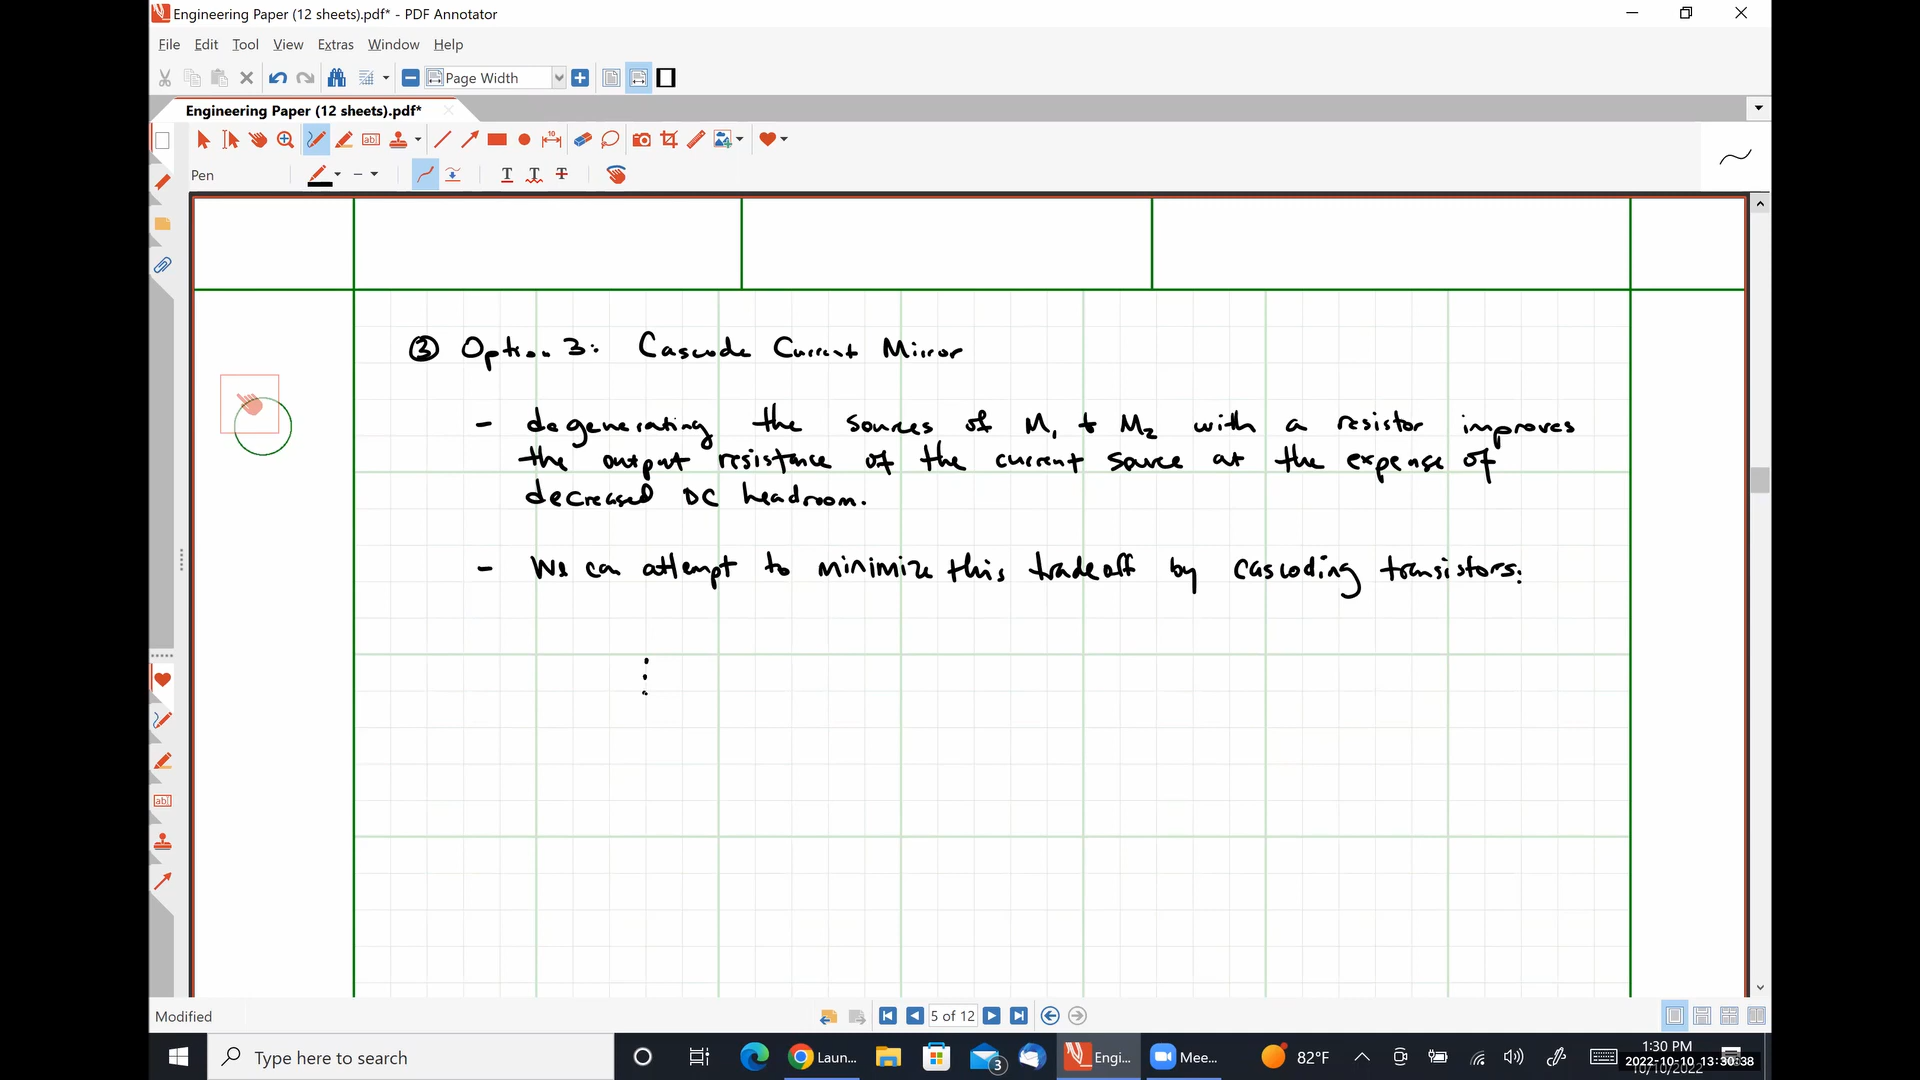 Engineering Paper (12 sheets).pdf* - PDF Annotator
File Edit Tool View Extras Window Help
Page Width
Engineering Paper (12 sheets).pdf*
Pen
③ Option 3: Cascode Current Mirror
- degenerating the sources of M1 & M2 with a resistor improves
the output resistance of the current source at the expense of
decreased DC headroom.
- We can attempt to minimize this tradeoff by cascoding transistors:
Modified
5 of 12
Type here to search
Laun...
3
Engi...
Mee...
82°F
1:30 PM
2022-10-10 13:30:38
10/10/2022